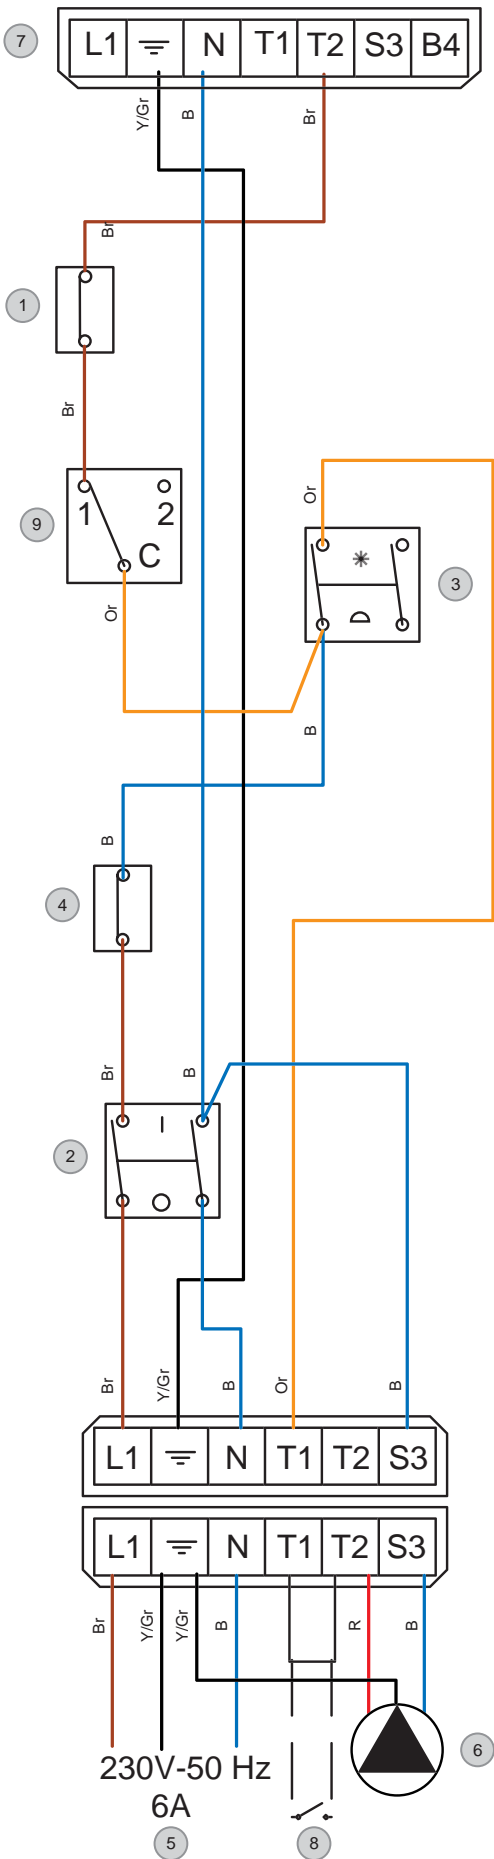 7
L1 N T1 T2 S3 B4
Y/Gr B Br
Br
1
Br
Or
1 2
9
C
3
Or
B
B
4
Br B
2
Br Y/Gr B Or B
L1 N T1 T2 S3
L1 N T1 T2 S3
Br Y/Gr Y/Gr B R B
230V-50 Hz
6
6A
5 8